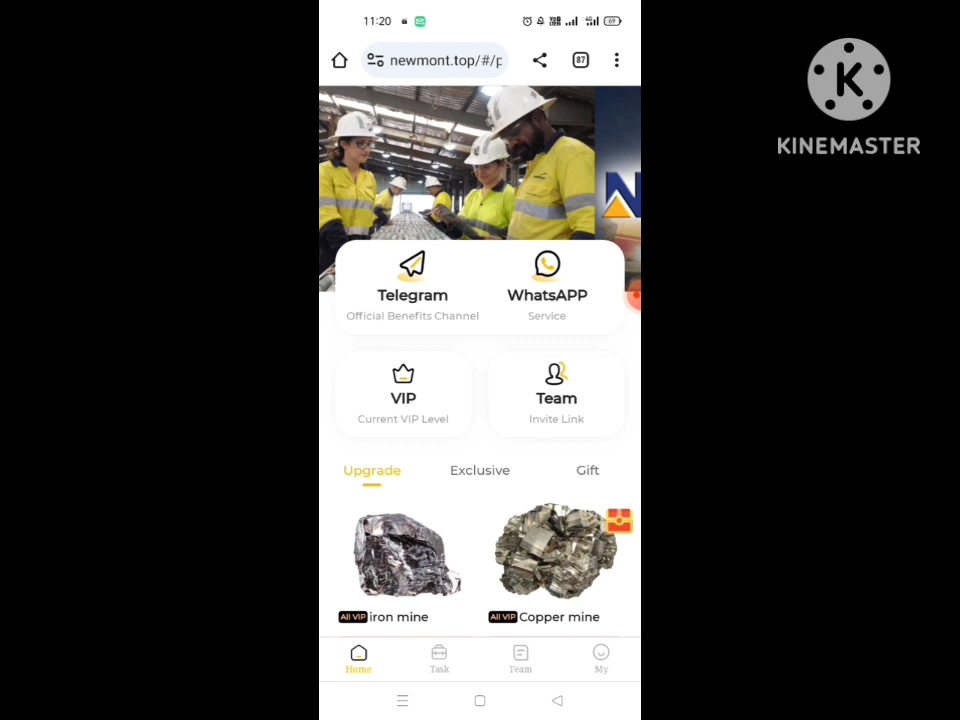 11:20
69
newmont.top/#/p
87
KINEMASTER
N
Telegram
Official Benefits Channel
WhatsAPP
Service
VIP
Current VIP Level
Team
Invite Link
Upgrade Exclusive Gift
All VIP iron mine
All VIP Copper mine
Home Task Team My